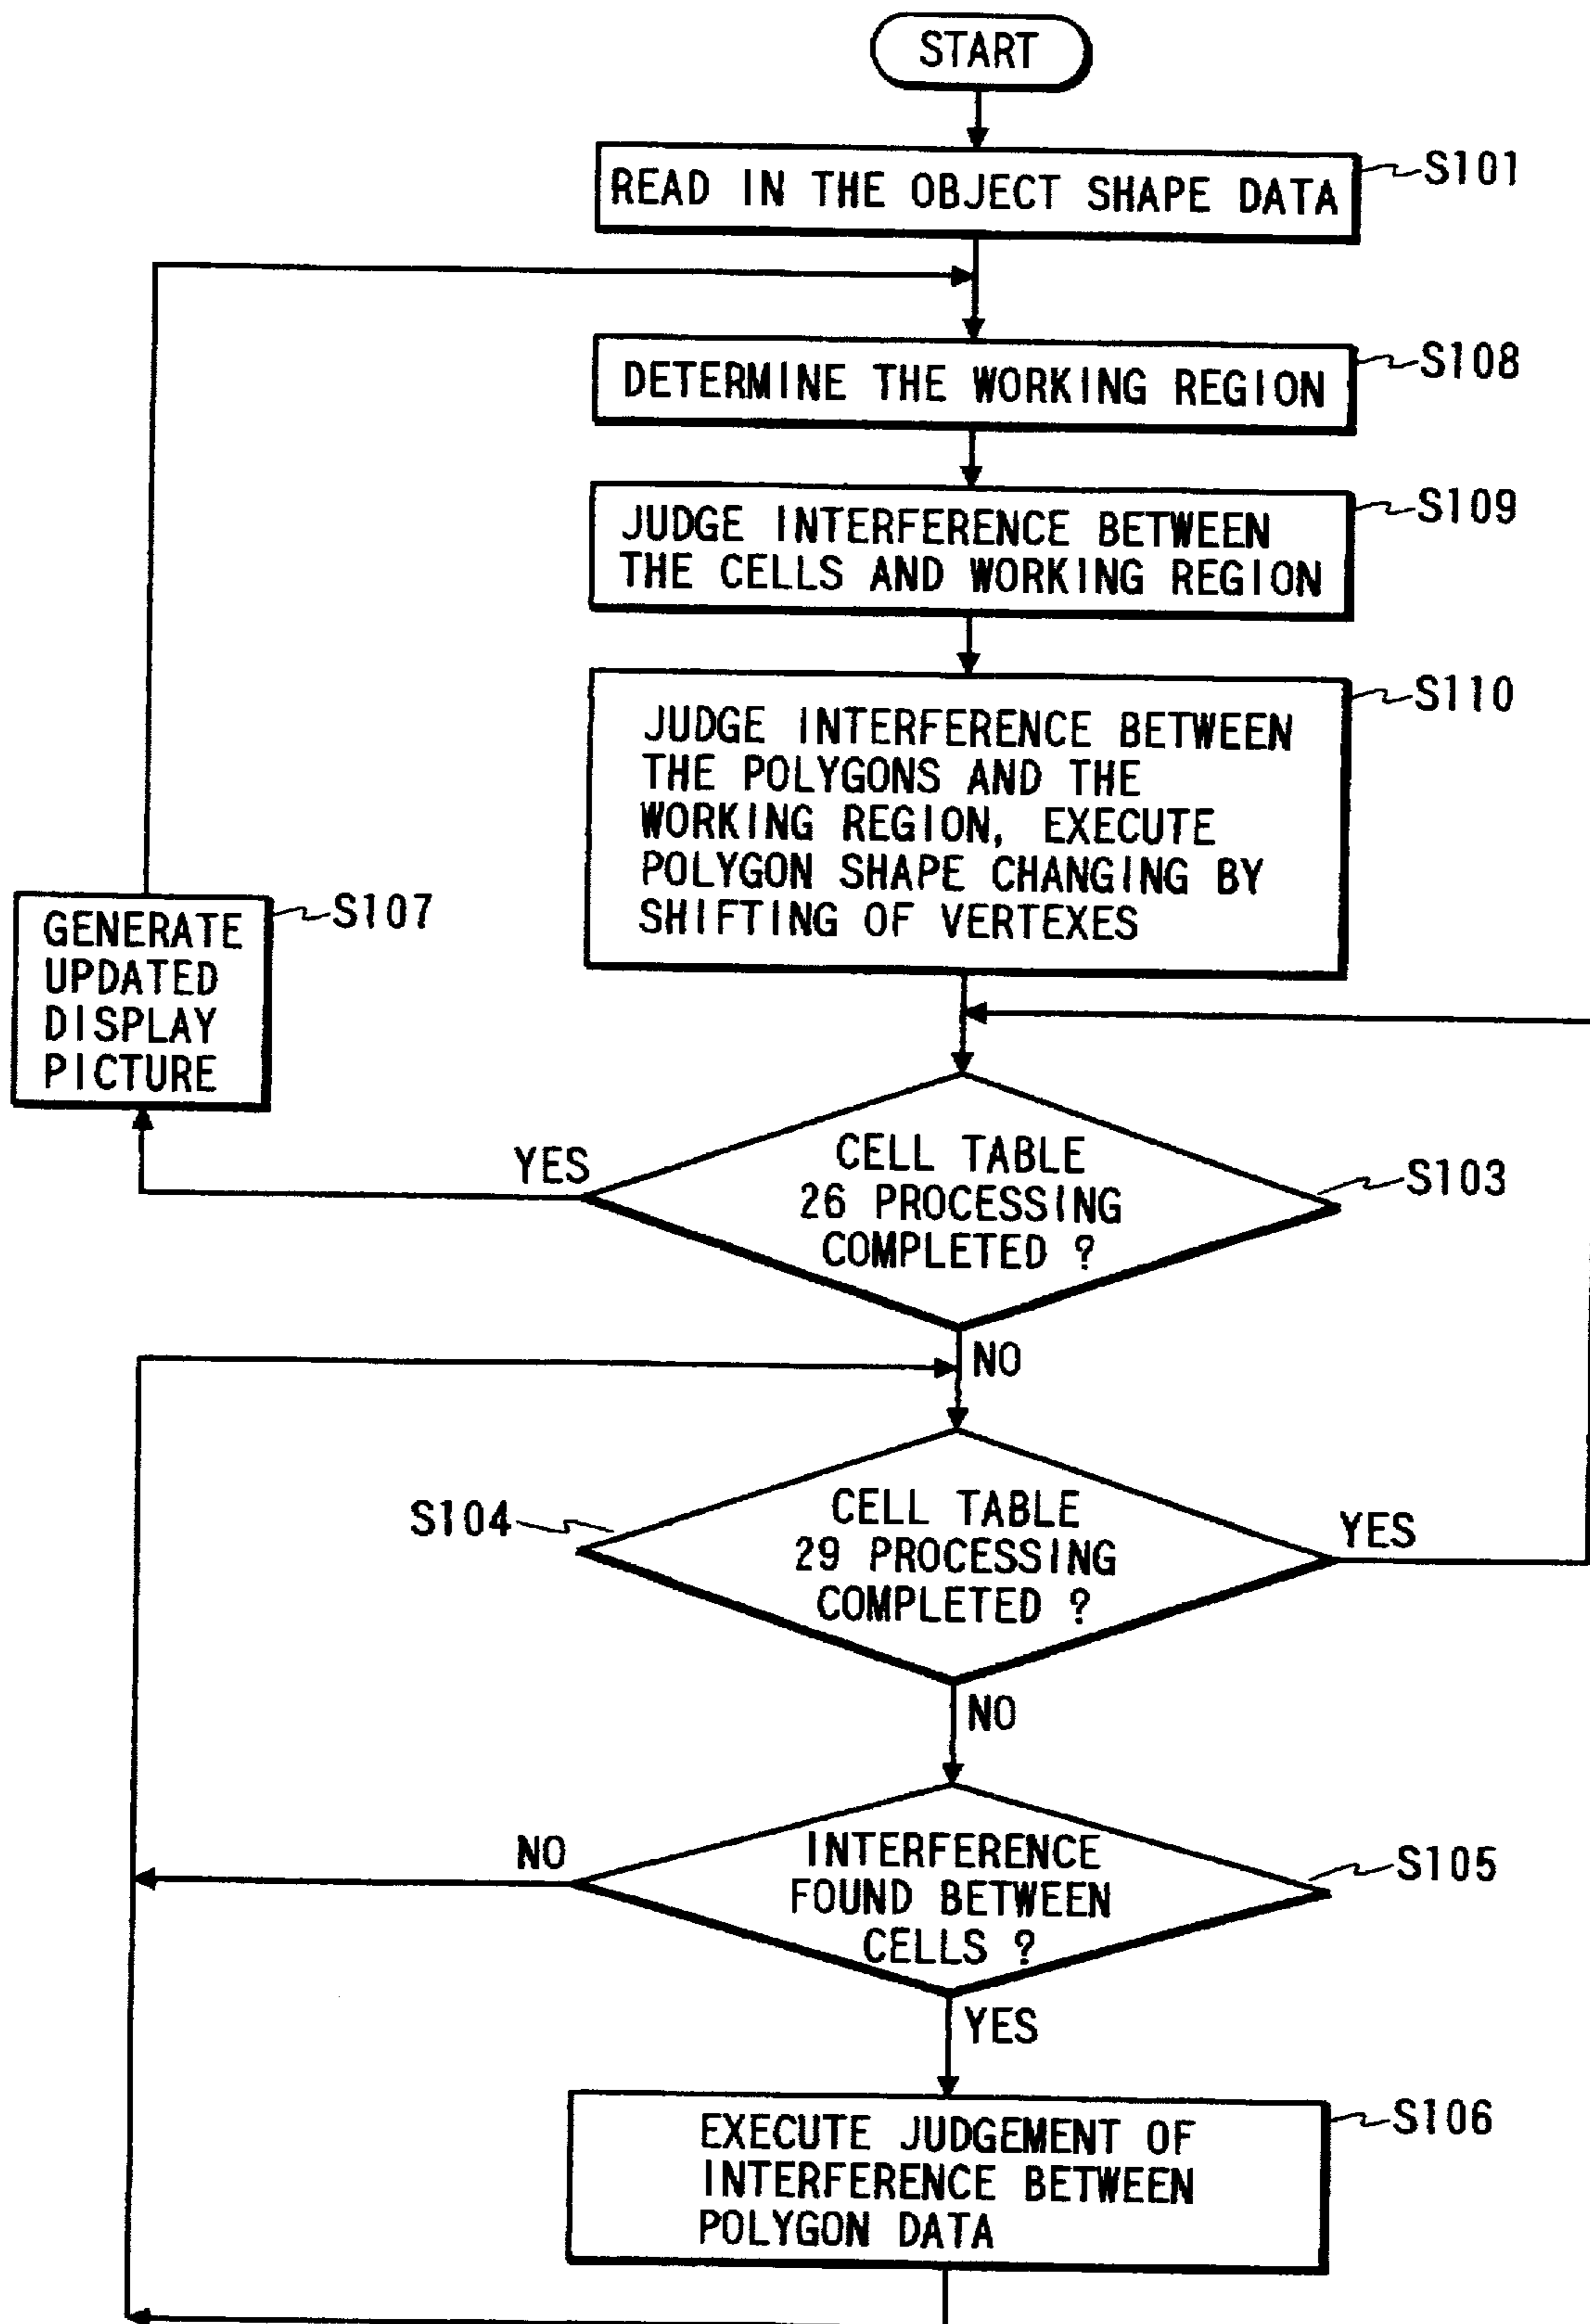 START
READ IN THE OBJECT SHAPE DATA
S101
DETERMINE THE WORKING REGION
S108
JUDGE INTERFERENCE BETWEEN
THE CELLS AND WORKING REGION
S109
JUDGE INTERFERENCE BETWEEN
THE POLYGONS AND THE
WORKING REGION, EXECUTE
POLYGON SHAPE CHANGING BY
SHIFTING OF VERTEXES
S110
GENERATE
UPDATED
DISPLAY
PICTURE
S107
CELL TABLE
26 PROCESSING
COMPLETED ?
S103
YES
NO
CELL TABLE
29 PROCESSING
COMPLETED ?
S104
YES
NO
INTERFERENCE
FOUND BETWEEN
CELLS ?
S105
NO
YES
EXECUTE JUDGEMENT OF
INTERFERENCE BETWEEN
POLYGON DATA
S106